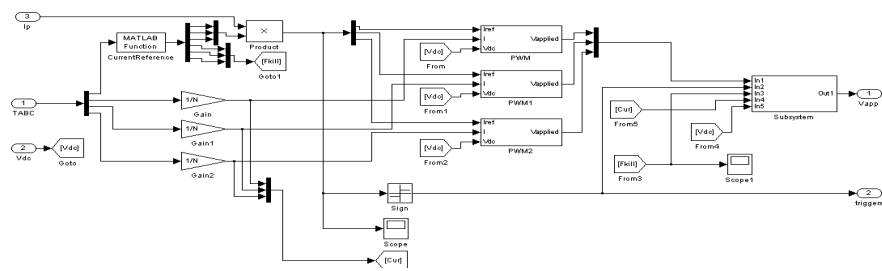 3
Ip
MATLAB
Function
CurrentReference
×
Product
[Fkill]
Goto1
1
TABC
2
Vdc
[Vdc]
Goto
1/N
Gain
1/N
Gain1
1/N
Gain2
Iref
I
Vdc
Vapplied
PWM
[Vdc]
From
Iref
I
Vdc
Vapplied
PWM1
[Vdc]
From1
Iref
I
Vdc
Vapplied
PWM2
[Vdc]
From2
In1
In2
In3
In4
In5
Out1
Subsystem
1
Vapp
[Cur]
From5
[Vdc]
From4
[Fkill]
From3
Scope1
Sign
2
triggers
Scope
[Cur]